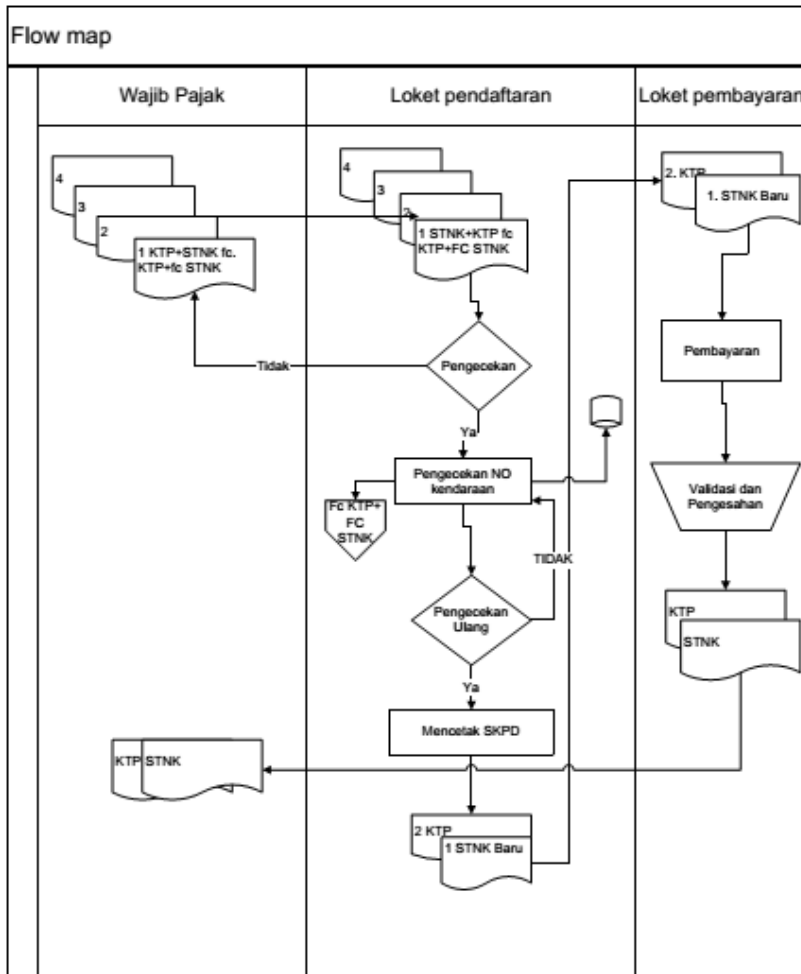 Flow map
Wajib Pajak
Loket pendaftaran
Loket pembayaran
4
3
2
1 KTP+STNK fc.
KTP+fc STNK
4
3
2
1 STNK+KTP fc
KTP+FC STNK
2. KTP
1. STNK Baru
Pengecekan
Tidak
Ya
Pembayaran
Pengecekan NO
kendaraan
Fc KTP+
FC
STNK
TIDAK
Validasi dan
Pengesahan
Pengecekan
Ulang
Ya
KTP
STNK
Mencetak SKPD
KTP
STNK
2 KTP
1 STNK Baru